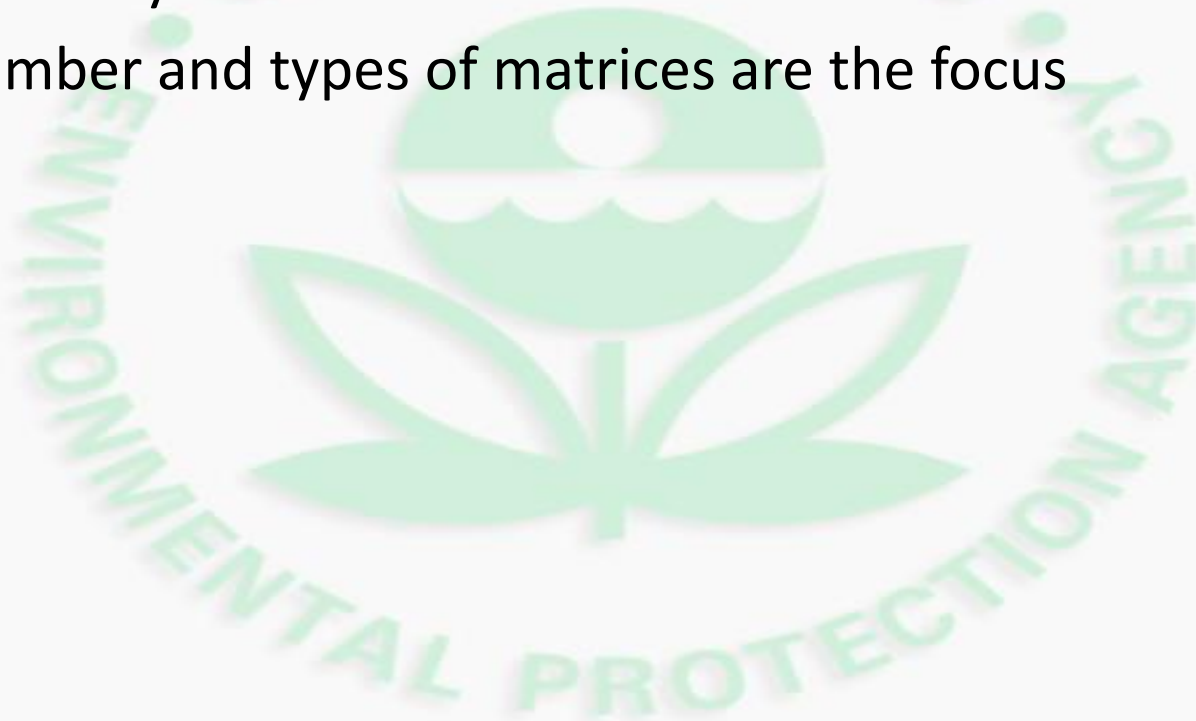 mber and types of matrices are the focus
ENVIRONMENTAL PROTECTION AGENCY